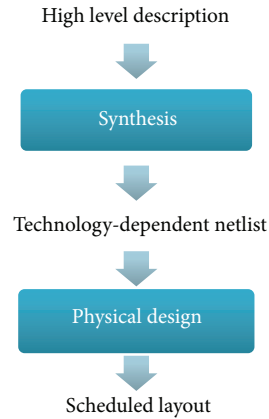 High level description
Synthesis
Technology-dependent netlist
Physical design
Scheduled layout